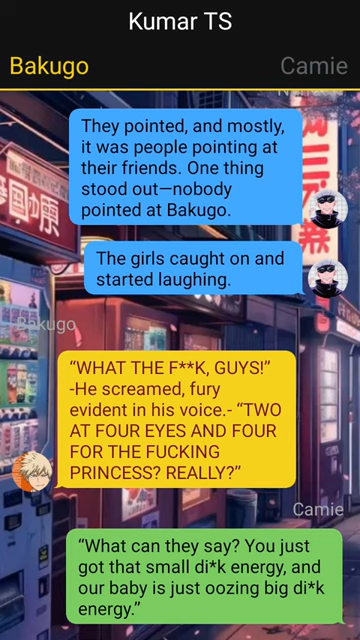 Kumar TS
Bakugo
Camie
They pointed, and mostly,
it was people pointing at
their friends. One thing
stood out—nobody
pointed at Bakugo.
The girls caught on and
started laughing.
Bakugo
“WHAT THE F**K, GUYS!”
-He screamed, fury
evident in his voice.- “TWO
AT FOUR EYES AND FOUR
FOR THE FUCKING
PRINCESS? REALLY?”
Camie
“What can they say? You just
got that small di*k energy, and
our baby is just oozing big di*k
energy.”